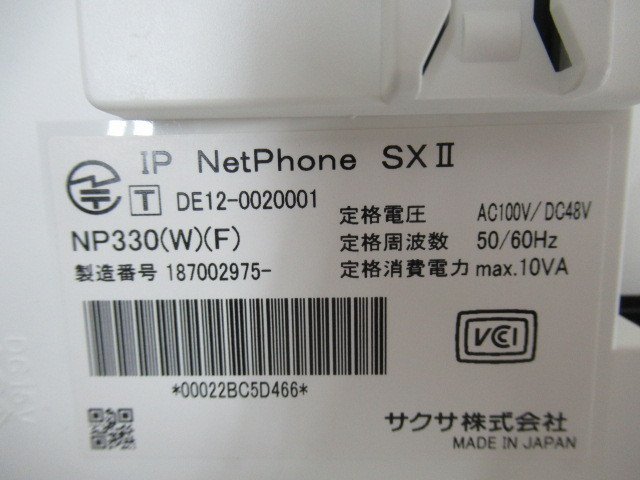 IP NetPhone SXⅡ
T DE12-0020001
NP330(W)(F)
製造番号 187002975-
定格電圧 AC100V/DC48V
定格周波数 50/60Hz
定格消費電力 max.10VA
*00022BC5D466*
VCI
サクサ株式会社
MADE IN JAPAN